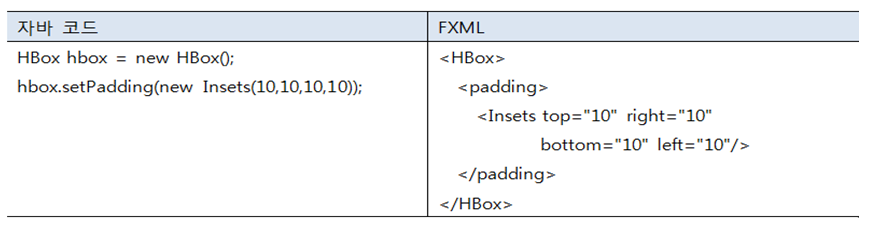 자바 코드
HBox hbox = new HBox();
hbox.setPadding(new Insets(10,10,10,10));
FXML
<HBox>
<padding>
<Insets top="10" right="10"
bottom="10" left="10"/>
</padding>
</HBox>